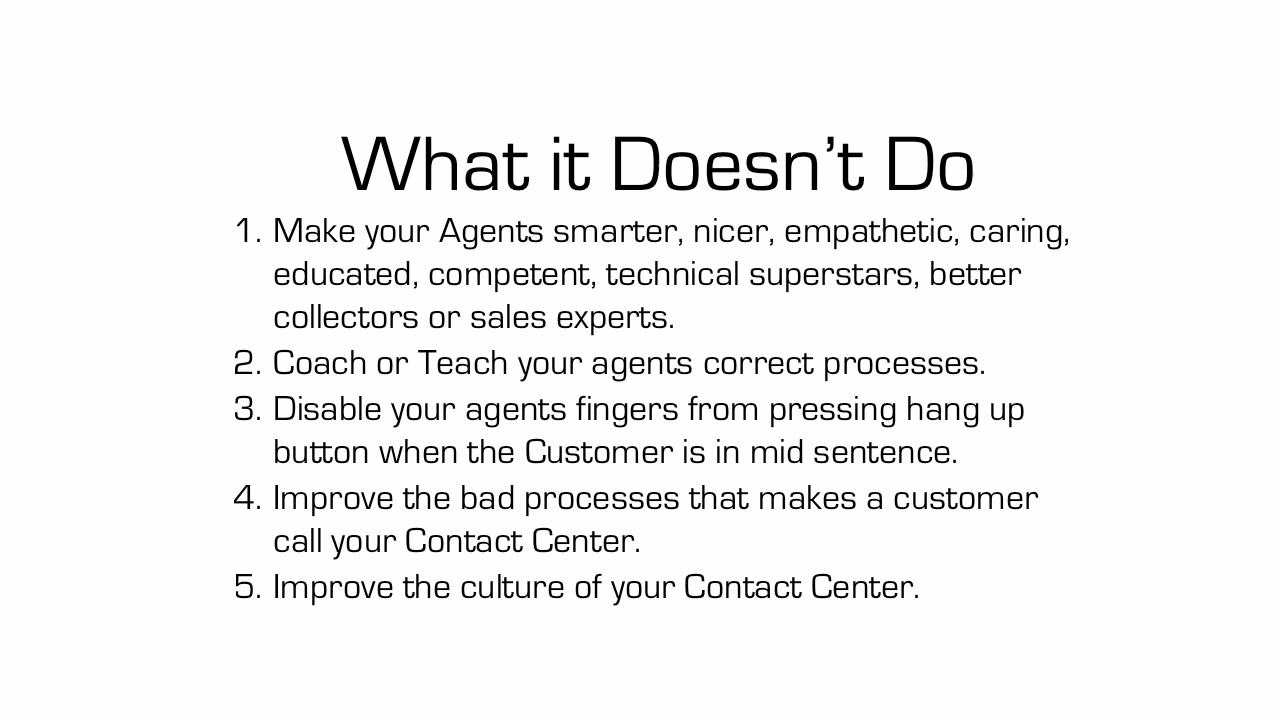 What it Doesn’t Do
1. Make your Agents smarter, nicer, empathetic, caring,
educated, competent, technical superstars, better
collectors or sales experts.
2. Coach or Teach your agents correct processes.
3. Disable your agents fingers from pressing hang up
button when the Customer is in mid sentence.
4. Improve the bad processes that makes a customer
call your Contact Center.
5. Improve the culture of your Contact Center.